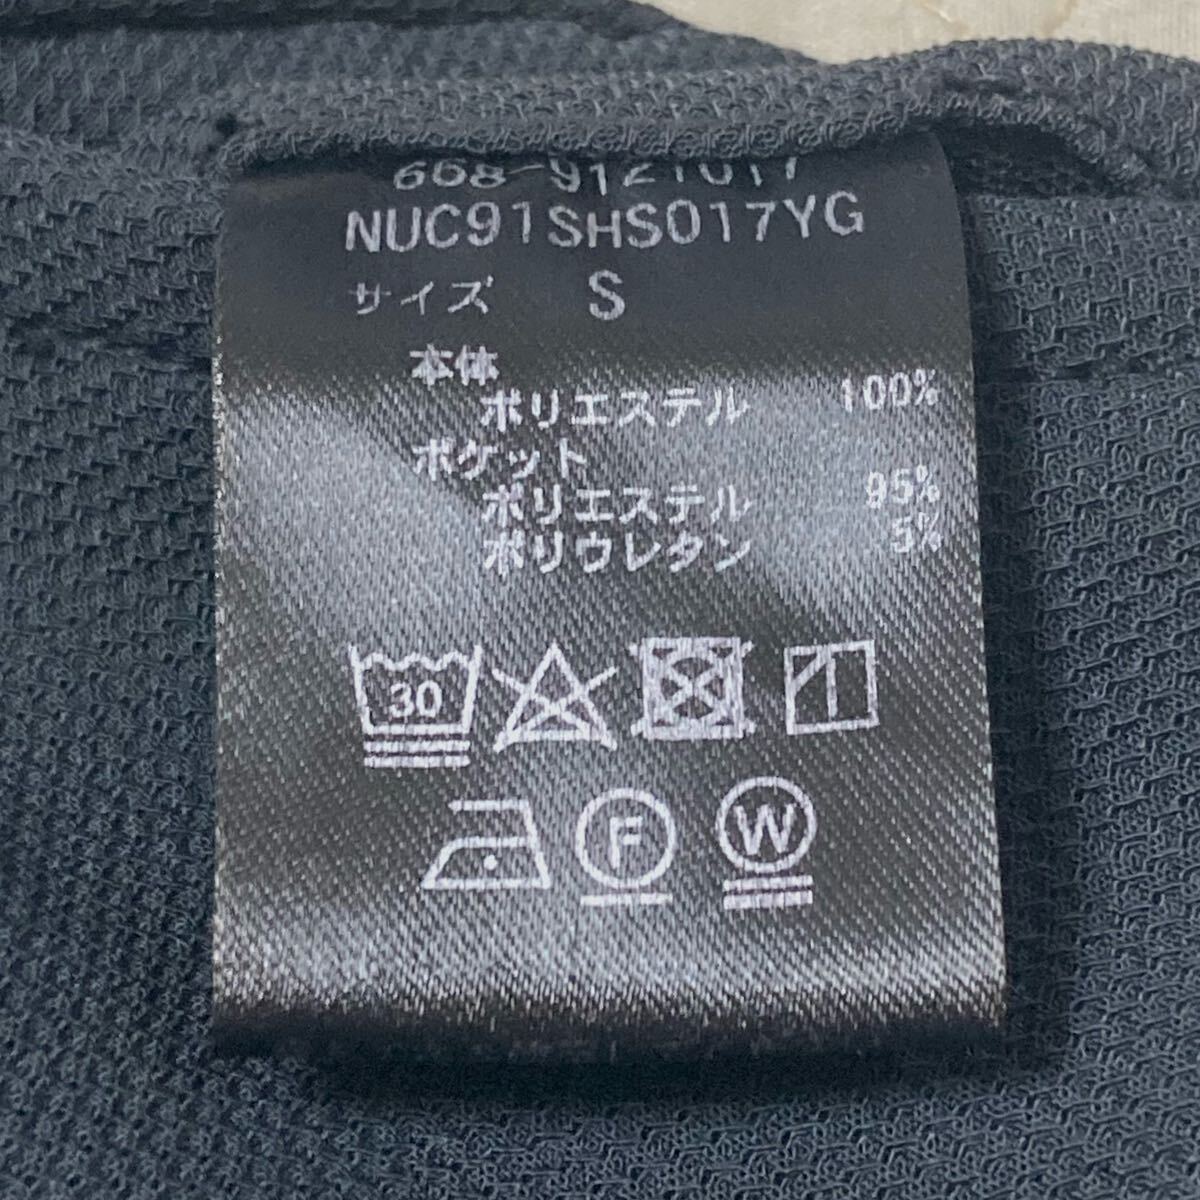 668-9121017
NUC91SHS017YG
サイズ S
本体
ポリエステル 100%
ポケット
ポリエステル 95%
ポリウレタン 5%
30
F
W